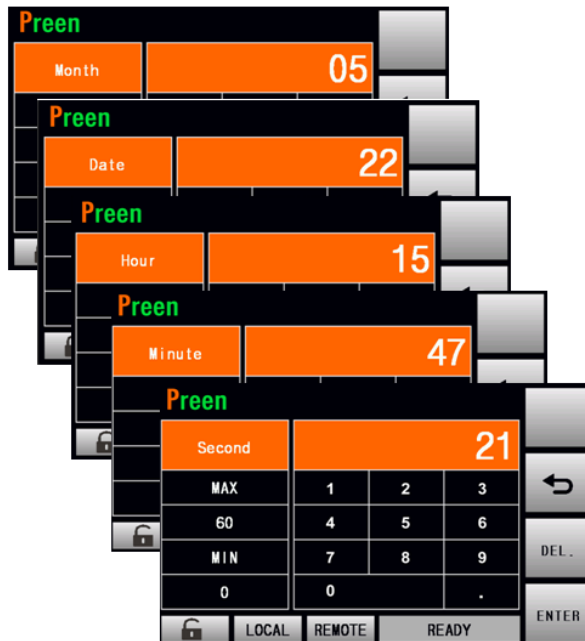 Preen
Month 05
Preen
Date 22
Preen
Hour 15
Preen
Minute 47
Preen
Second 21
MAX 1 2 3
60 4 5 6
MIN 7 8 9 DEL.
0 0 .
LOCAL REMOTE READY ENTER